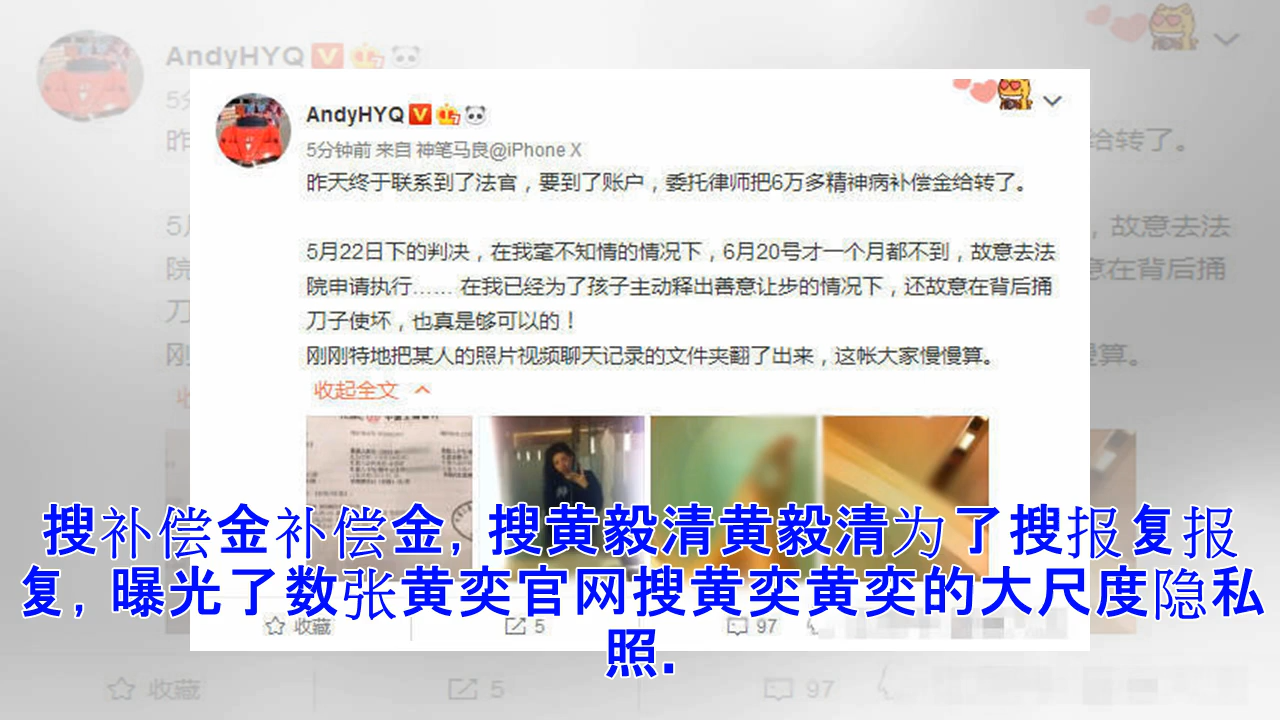 AndyHYQ
5分钟前 来自 神笔马良@iPhone X
昨天终于联系到了法官，要到了账户，委托律师把6万多精神病补偿金给转了。
5月22日下的判决，在我毫不知情的情况下，6月20号才一个月都不到，故意去法
院申请执行…… 在我已经为了孩子主动释出善意让步的情况下，还故意在背后捅
刀子使坏，也真是够可以的！
刚刚特地把某人的照片视频聊天记录的文件夹翻了出来，这帐大家慢慢算。
收起全文
搜补偿金补偿金, 搜黄毅清黄毅清为了搜报复报
复, 曝光了数张黄奕官网搜黄奕黄奕的大尺度隐私
照.
收藏
5
97